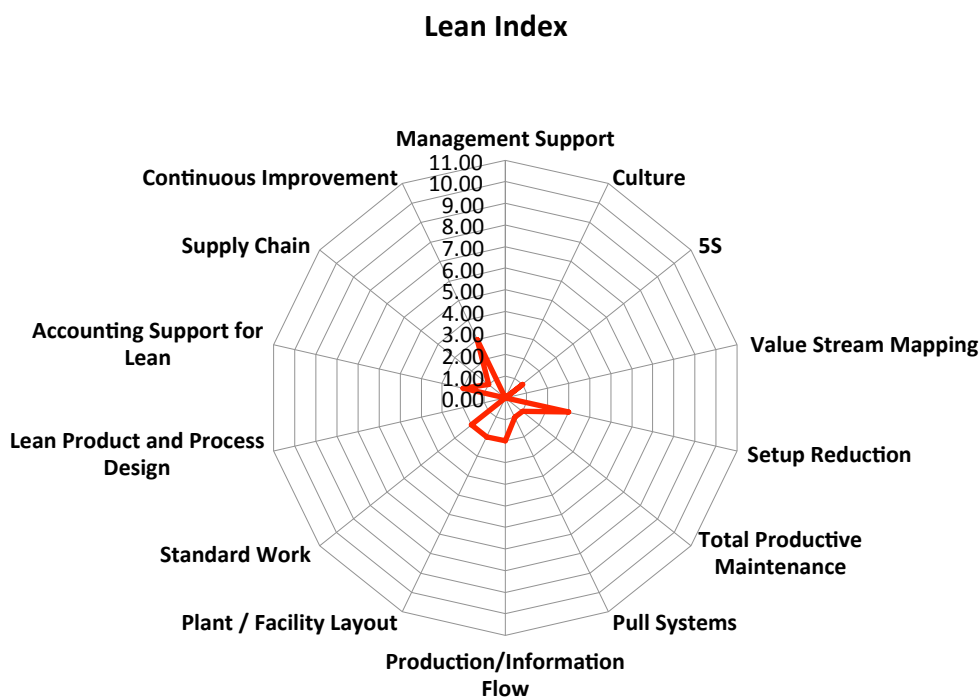 Lean Index
Management Support
Culture
5S
Value Stream Mapping
Setup Reduction
Total Productive
Maintenance
Pull Systems
Production/Information
Flow
Plant / Facility Layout
Standard Work
Lean Product and Process
Design
Accounting Support for
Lean
Supply Chain
Continuous Improvement
11.00
10.00
9.00
8.00
7.00
6.00
5.00
4.00
3.00
2.00
1.00
0.00